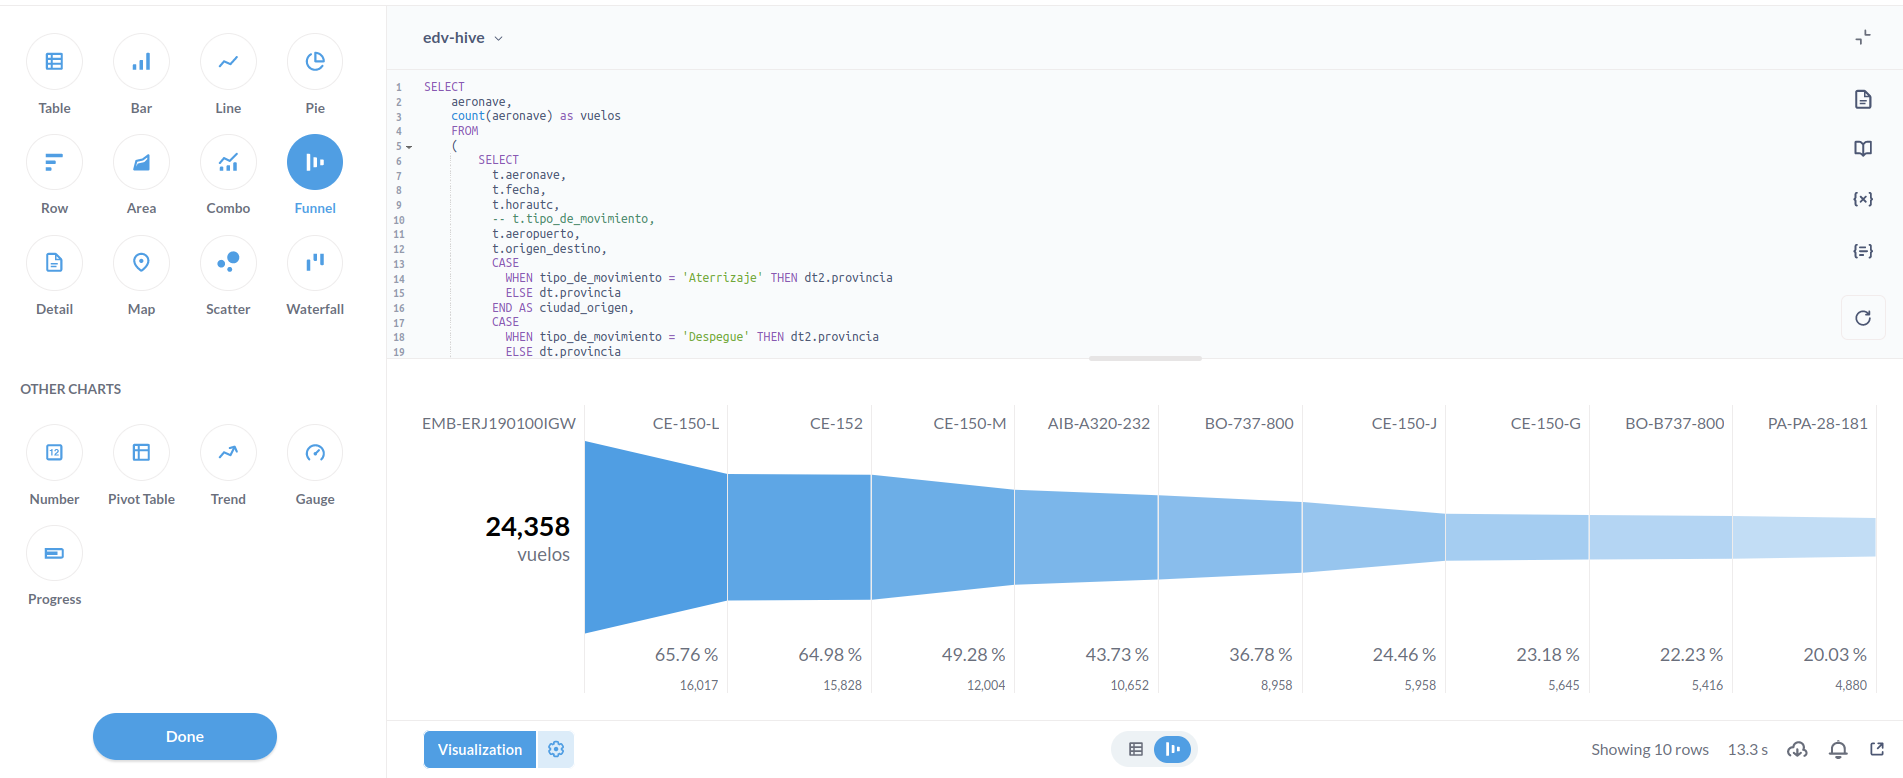 Table
Bar
Line
Pie
Row
Area
Combo
Funnel
Detail
Map
Scatter
Waterfall
OTHER CHARTS
12
Number
Pivot Table
Trend
Gauge
Progress
Done
edv-hive
1 SELECT
2 aeronave,
3 count(aeronave) as vuelos
4 FROM
5 (
6 SELECT
7 t.aeronave,
8 t.fecha,
9 t.horautc,
10 -- t.tipo_de_movimiento,
11 t.aeropuerto,
12 t.origen_destino,
13 CASE
14 WHEN tipo_de_movimiento = 'Aterrizaje' THEN dt2.provincia
15 ELSE dt.provincia
16 END AS ciudad_origen,
17 CASE
18 WHEN tipo_de_movimiento = 'Despegue' THEN dt2.provincia
19 ELSE dt.provincia
EMB-ERJ190100IGW CE-150-L CE-152 CE-150-M AIB-A320-232 BO-737-800 CE-150-J CE-150-G BO-B737-800 PA-PA-28-181
24,358
vuelos
65.76 % 64.98 % 49.28 % 43.73 % 36.78 % 24.46 % 23.18 % 22.23 % 20.03 %
16,017 15,828 12,004 10,652 8,958 5,958 5,645 5,416 4,880
Visualization
Showing 10 rows 13.3 s